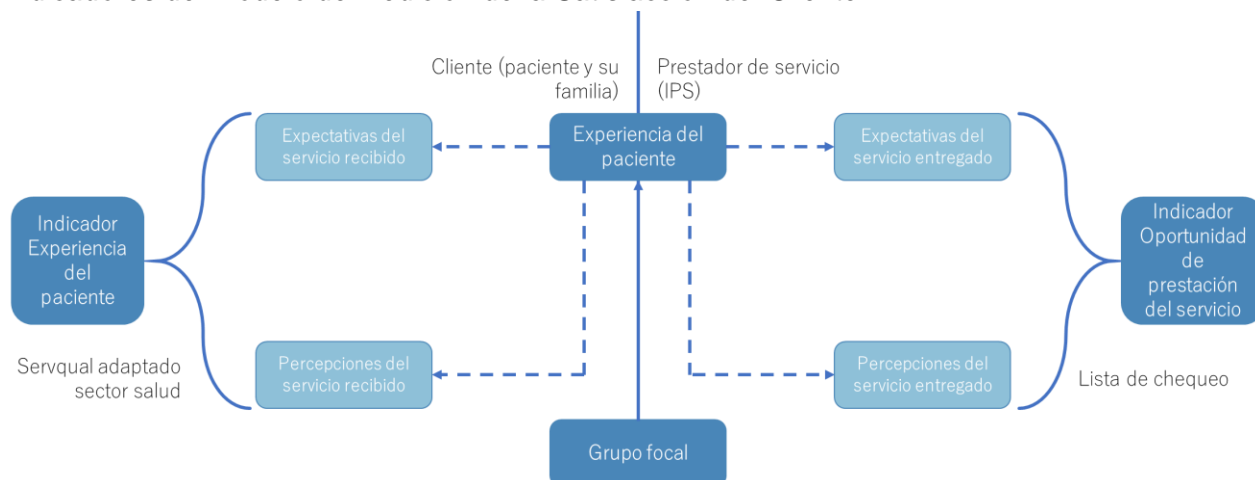 Cliente (paciente y su
familia)
Prestador de servicio
(IPS)
Expectativas del
servicio recibido
Experiencia del
paciente
Expectativas del
servicio entregado
Indicador
Experiencia
del
paciente
Indicador
Oportunidad
de
prestación
del servicio
Servqual adaptado
sector salud
Percepciones del
servicio recibido
Percepciones del
servicio entregado
Lista de chequeo
Grupo focal